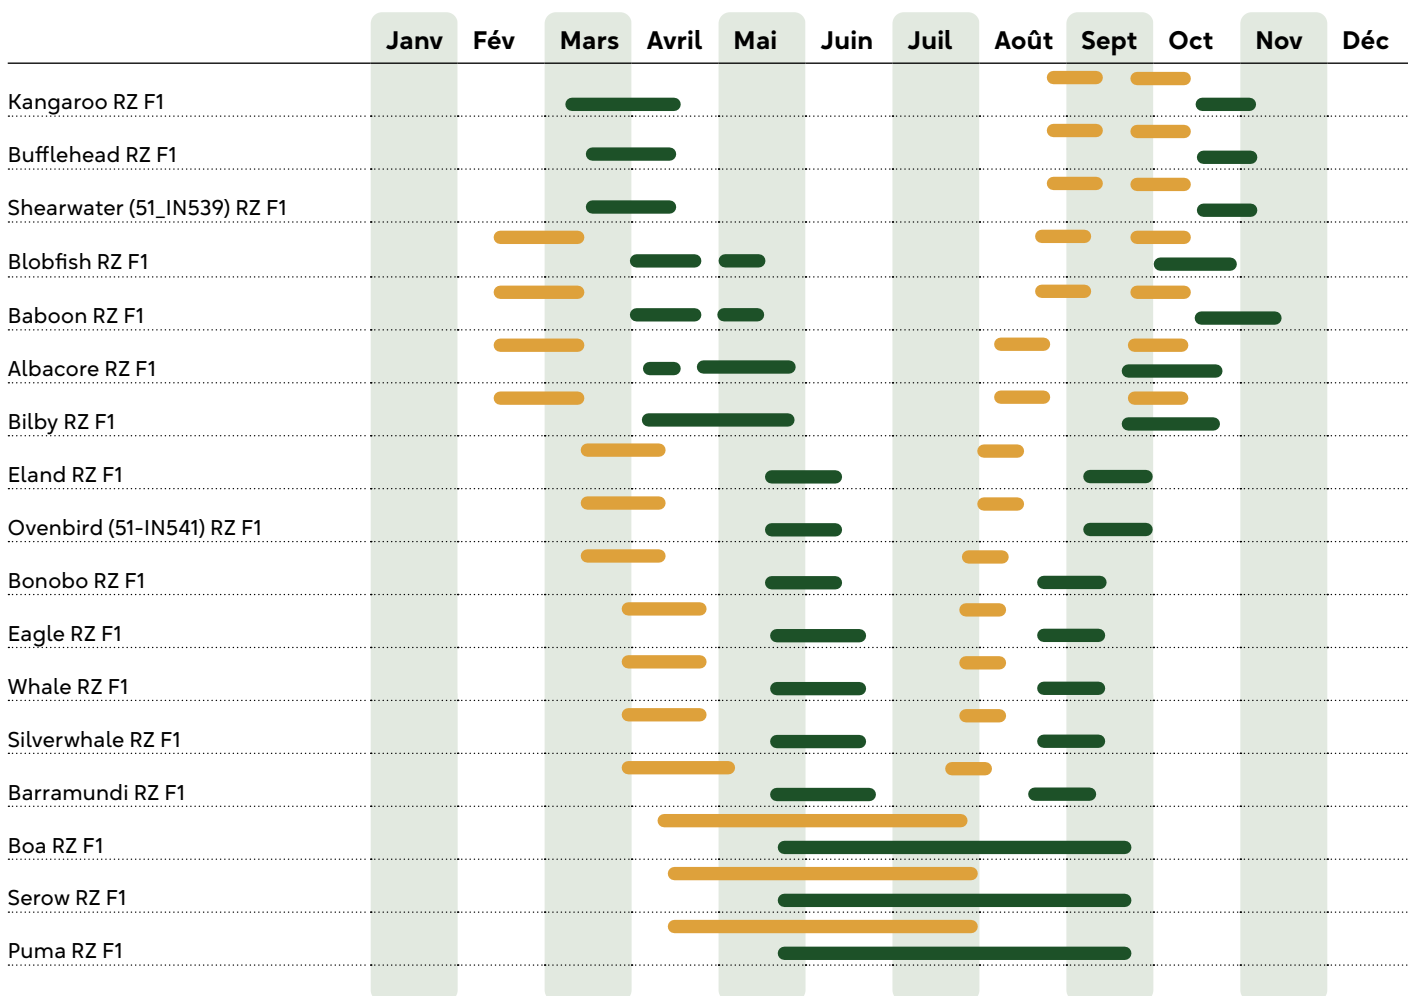 Janv Fév Mars Avril Mai Juin Juil Août Sept Oct Nov Déc
Kangaroo RZ F1
Bufflehead RZ F1
Shearwater (51_IN539) RZ F1
Blobfish RZ F1
Baboon RZ F1
Albacore RZ F1
Bilby RZ F1
Eland RZ F1
Ovenbird (51-IN541) RZ F1
Bonobo RZ F1
Eagle RZ F1
Whale RZ F1
Silverwhale RZ F1
Barramundi RZ F1
Boa RZ F1
Serow RZ F1
Puma RZ F1